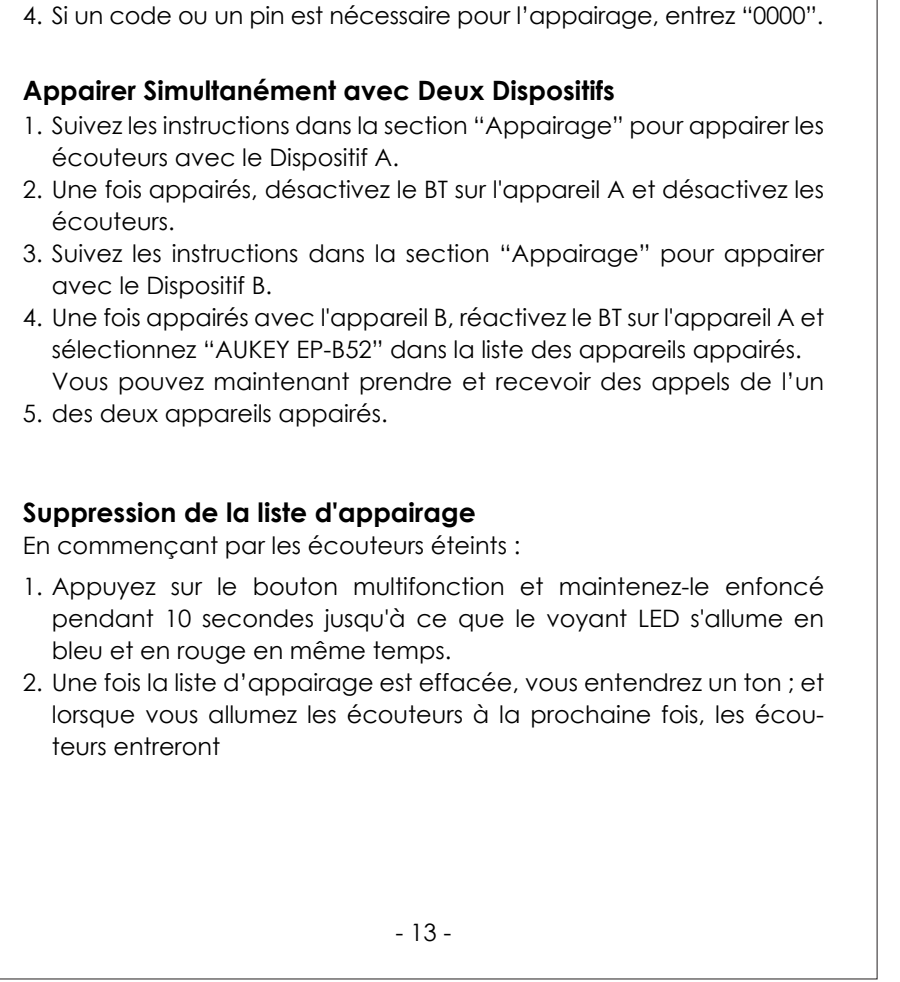 4. Si un code ou un pin est nécessaire pour l’appairage, entrez “0000”.
Appairer Simultanément avec Deux Dispositifs
1. Suivez les instructions dans la section “Appairage” pour appairer les
écouteurs avec le Dispositif A.
2. Une fois appairés, désactivez le BT sur l'appareil A et désactivez les
écouteurs.
3. Suivez les instructions dans la section “Appairage” pour appairer
avec le Dispositif B.
4. Une fois appairés avec l'appareil B, réactivez le BT sur l'appareil A et
sélectionnez “AUKEY EP-B52” dans la liste des appareils appairés.
Vous pouvez maintenant prendre et recevoir des appels de l’un
5. des deux appareils appairés.
Suppression de la liste d'appairage
En commençant par les écouteurs éteints :
1. Appuyez sur le bouton multifonction et maintenez-le enfoncé
pendant 10 secondes jusqu'à ce que le voyant LED s'allume en
bleu et en rouge en même temps.
2. Une fois la liste d’appairage est effacée, vous entendrez un ton ; et
lorsque vous allumez les écouteurs à la prochaine fois, les écou-
teurs entreront
- 13 -